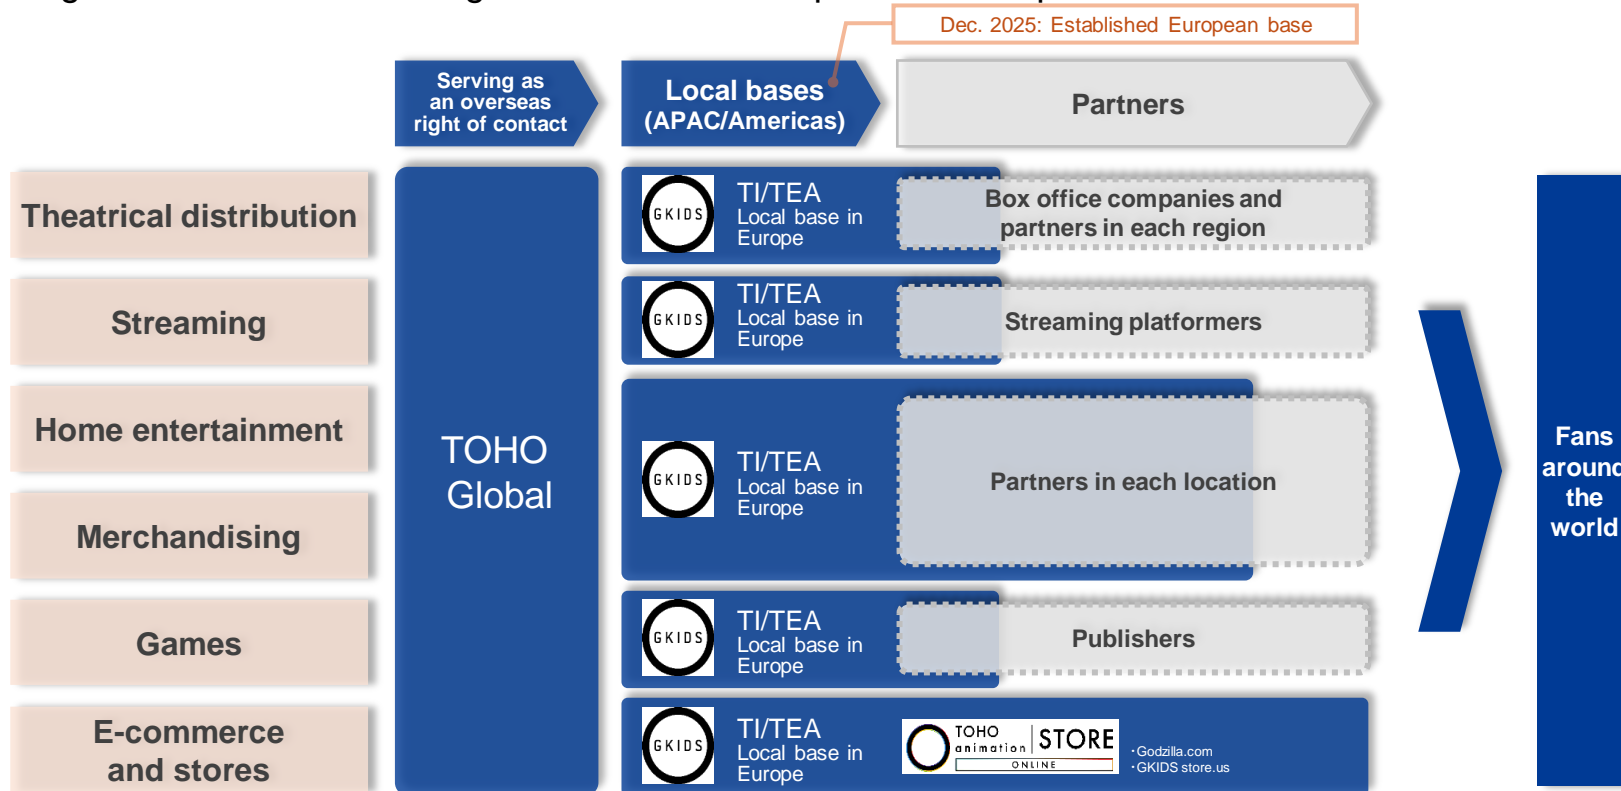 Dec. 2025: Established European base
Serving as
an overseas
right of contact
Local bases
(APAC/Americas)
Partners
Theatrical distribution
Streaming
Home entertainment
Merchandising
Games
E-commerce
and stores
TOHO
Global
GKIDS
TI/TEA
Local base in
Europe
Box office companies and
partners in each region
GKIDS
TI/TEA
Local base in
Europe
Streaming platformers
GKIDS
TI/TEA
Local base in
Europe
Partners in each location
GKIDS
TI/TEA
Local base in
Europe
Publishers
GKIDS
TI/TEA
Local base in
Europe
TOHO
animation
STORE
ONLINE
・Godzilla.com
・GKIDS store.us
Fans
around
the
world